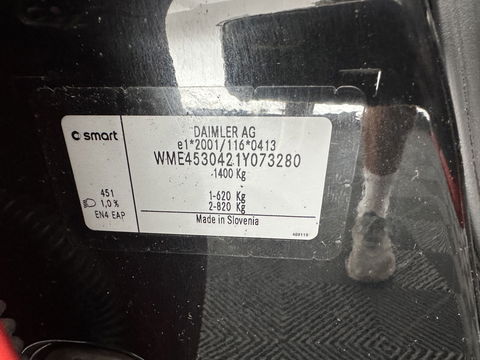 smart
DAIMLER AG
e1*2001/116*0413
WME4530421Y073280
1400 Kg
1-620 Kg
2-820 Kg
451
1,0 %
EN4 EAP
Made in Slovenia